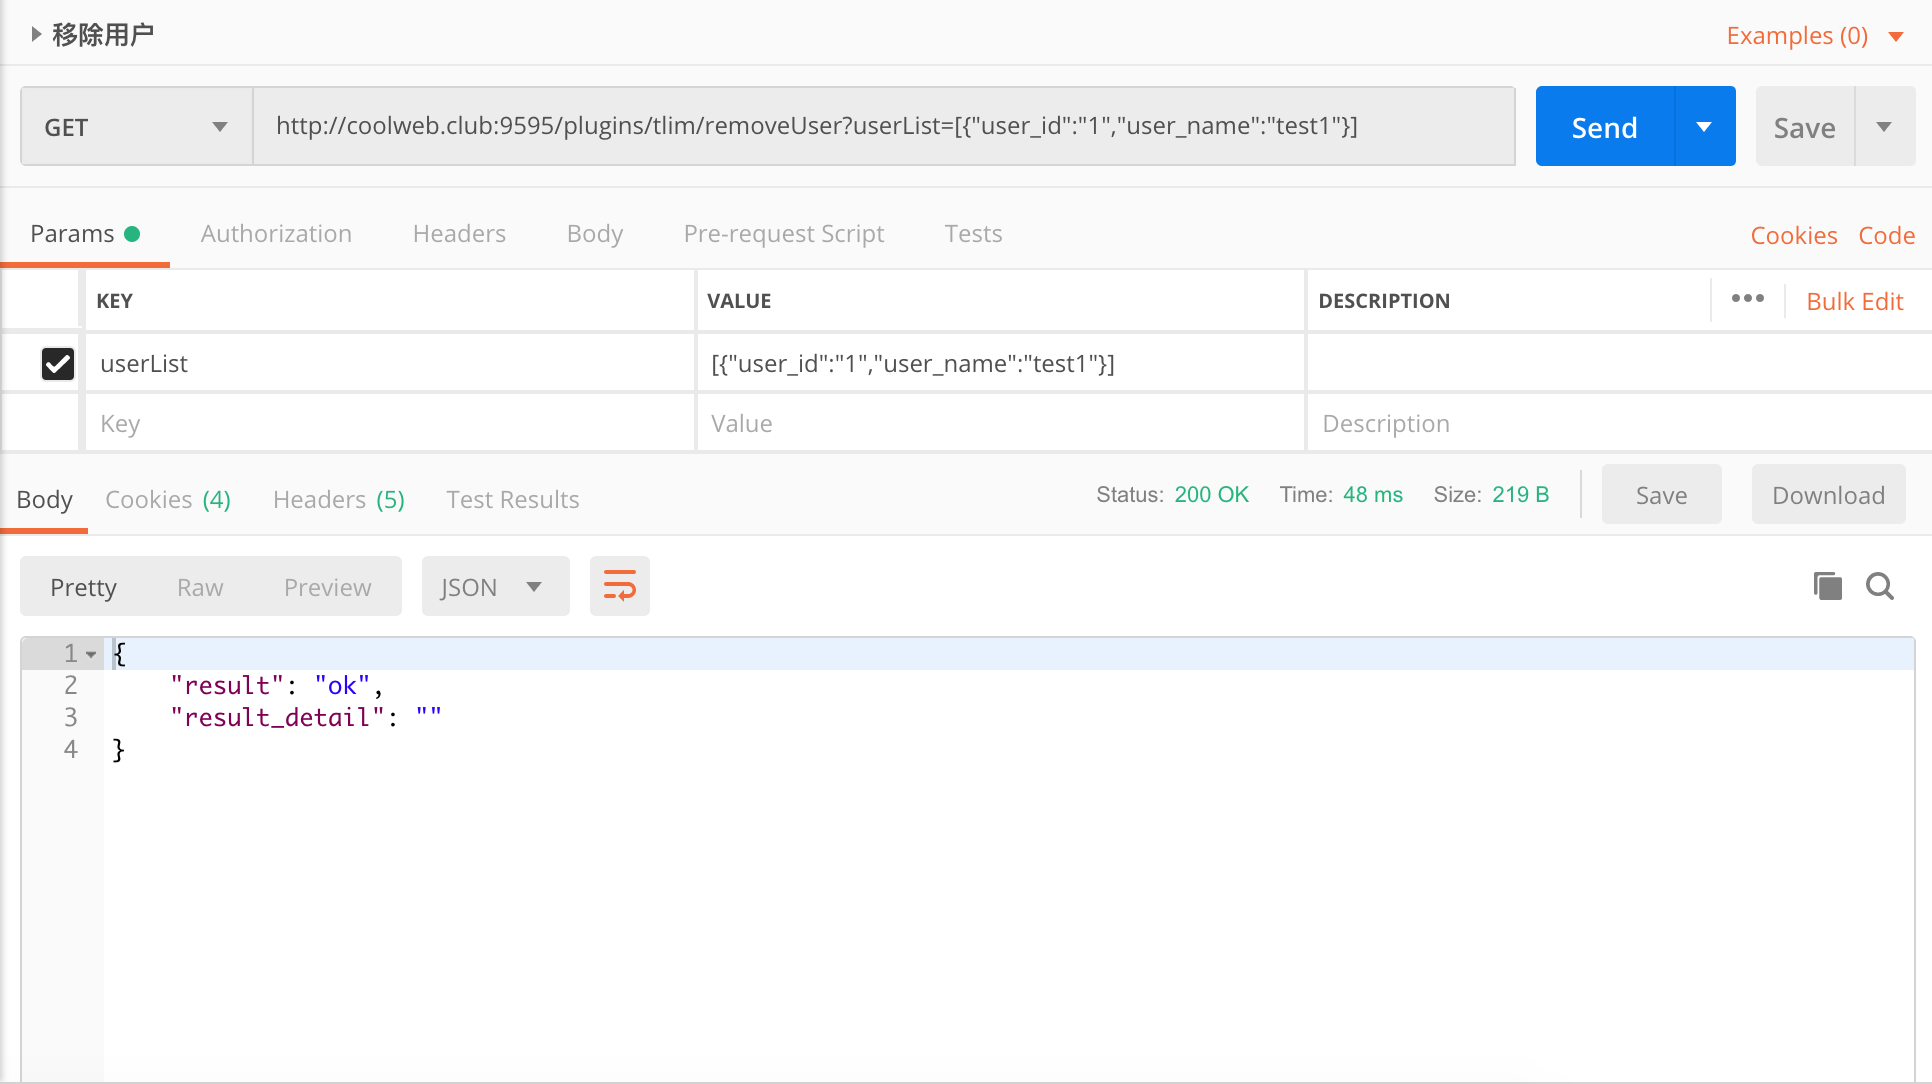 移除用户
Examples (0)
GET
http://coolweb.club:9595/plugins/tlim/removeUser?userList=[{"user_id":"1","user_name":"test1"}]
Send
Save
Params
Authorization
Headers
Body
Pre-request Script
Tests
Cookies
Code
KEY
VALUE
DESCRIPTION
Bulk Edit
userList
[{"user_id":"1","user_name":"test1"}]
Key
Value
Description
Body
Cookies (4)
Headers (5)
Test Results
Status: 200 OK
Time: 48 ms
Size: 219 B
Save
Download
Pretty
Raw
Preview
JSON
1 {
2 "result": "ok",
3 "result_detail": ""
4 }